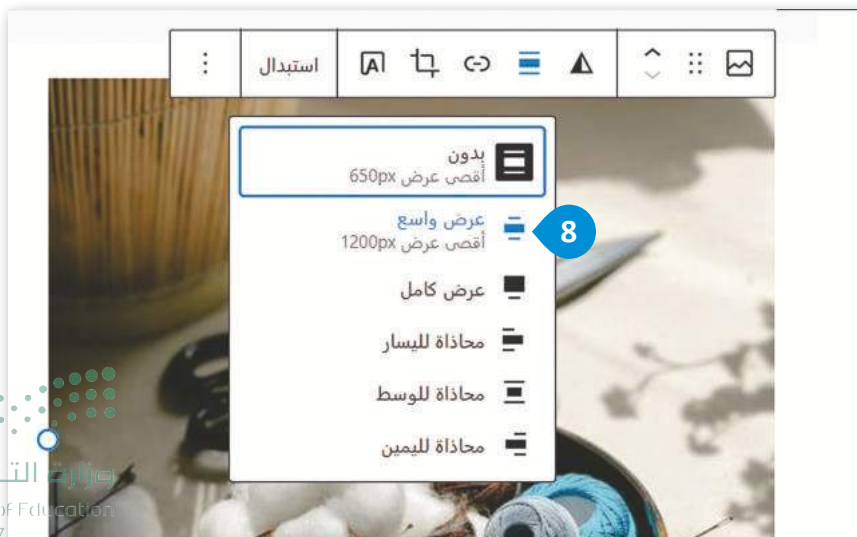 استبدال
A
بدون
أقصى عرض 650px
عرض واسع
أقصى عرض 1200px
8
عرض كامل
محاذاة لليسار
محاذاة للوسط
محاذاة لليمين
وزارة
of Education